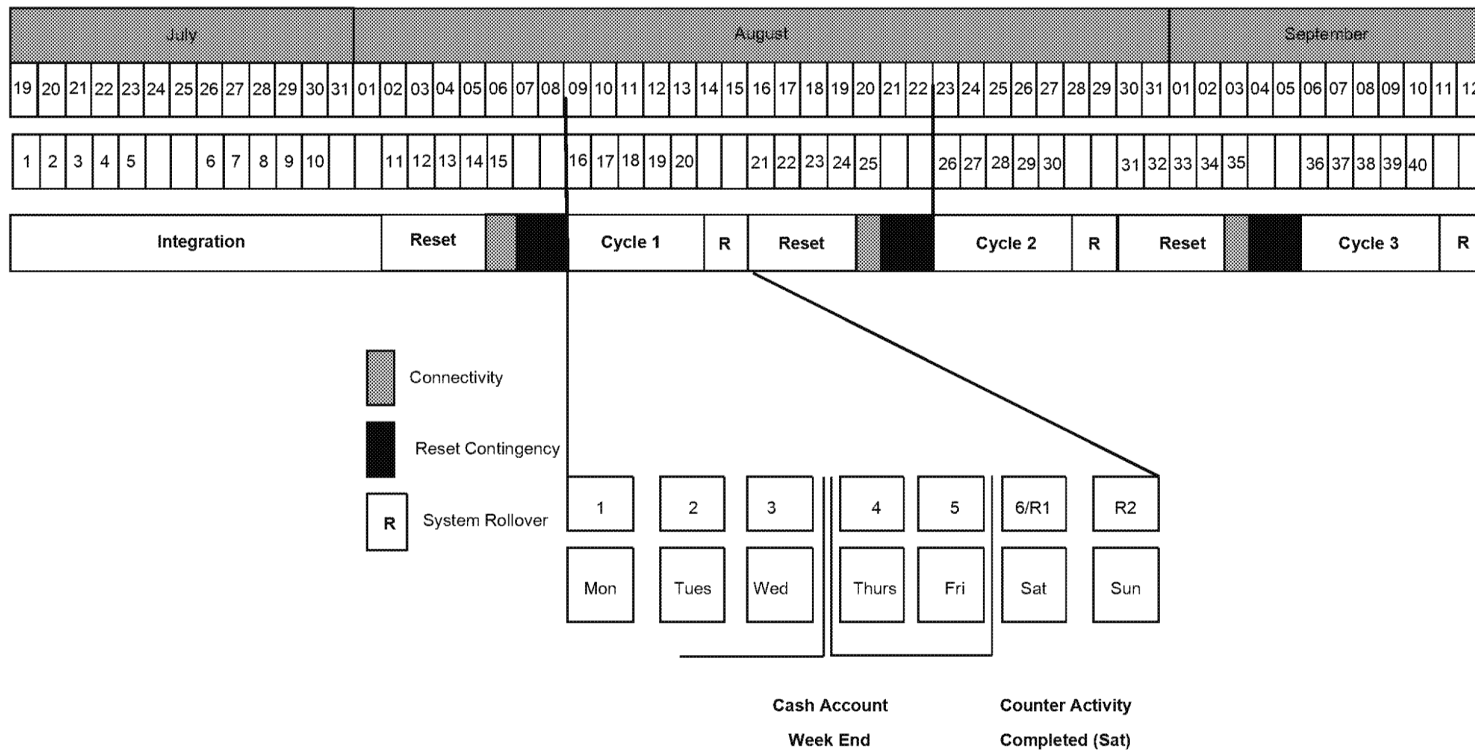 July August September
19 20 21 22 23 24 25 26 27 28 29 30 31 01 02 03 04 05 06 07 08 09 10 11 12 13 14 15 16 17 18 19 20 21 22 23 24 25 26 27 28 29 30 31 01 02 03 04 05 06 07 08 09 10 11 12
1 2 3 4 5 6 7 8 9 10 11 12 13 14 15 16 17 18 19 20 21 22 23 24 25 26 27 28 29 30 31 32 33 34 35 36 37 38 39 40
Integration Reset Cycle 1 R Reset Cycle 2 R Reset Cycle 3 R
Connectivity
Reset Contingency
R System Rollover
1 2 3 4 5 6/R1 R2
Mon Tues Wed Thurs Fri Sat Sun
Cash Account Counter Activity
Week End Completed (Sat)